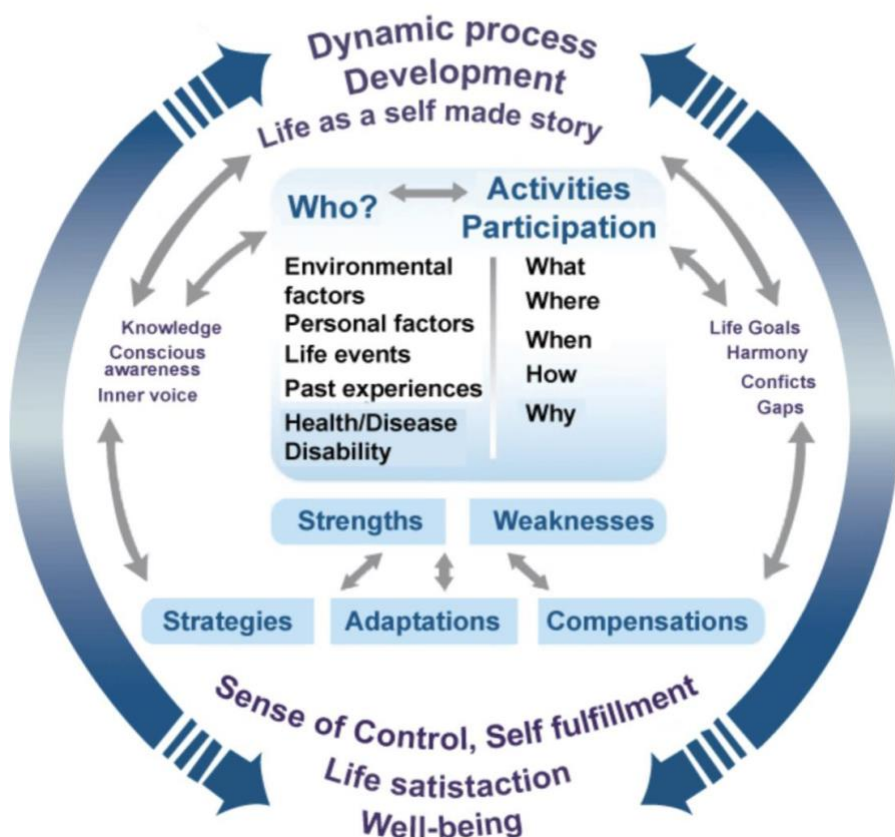 Dynamic process
Development
Life as a self made story
Who?
Activities
Participation
Environmental
factors
Personal factors
Life events
Past experiences
Health/Disease
Disability
What
Where
When
How
Why
Knowledge
Conscious
awareness
Inner voice
Life Goals
Harmony
Conficts
Gaps
Strengths
Weaknesses
Strategies
Adaptations
Compensations
Sense of Control, Self fulfillment
Life satistaction
Well-being